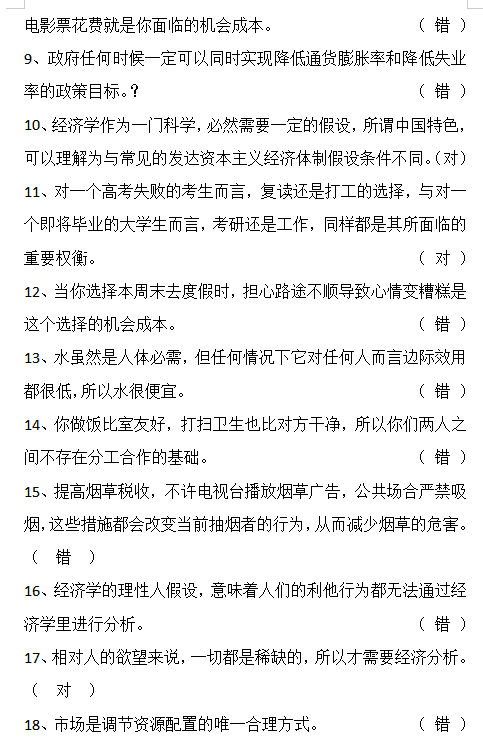 电影票花费就是你面临的机会成本。 （ 错 ）
9、政府任何时候一定可以同时实现降低通货膨胀率和降低失业
率的政策目标。? （ 错 ）
10、经济学作为一门科学，必然需要一定的假设，所谓中国特色，
可以理解为与常见的发达资本主义经济体制假设条件不同。（对）
11、对一个高考失败的考生而言，复读还是打工的选择，与对一
个即将毕业的大学生而言，考研还是工作，同样都是其所面临的
重要权衡。 （ 对 ）
12、当你选择本周末去度假时，担心路途不顺导致心情变糟糕是
这个选择的机会成本。 （ 错 ）
13、水虽然是人体必需，但任何情况下它对任何人而言边际效用
都很低，所以水很便宜。 （ 错 ）
14、你做饭比室友好，打扫卫生也比对方干净，所以你们两人之
间不存在分工合作的基础。 （ 错 ）
15、提高烟草税收，不许电视台播放烟草广告，公共场合严禁吸
烟，这些措施都会改变当前抽烟者的行为，从而减少烟草的危害。
（ 错 ）
16、经济学的理性人假设，意味着人们的利他行为都无法通过经
济学里进行分析。 （ 错 ）
17、相对人的欲望来说，一切都是稀缺的，所以才需要经济分析。
（ 对 ）
18、市场是调节资源配置的唯一合理方式。 （ 错 ）